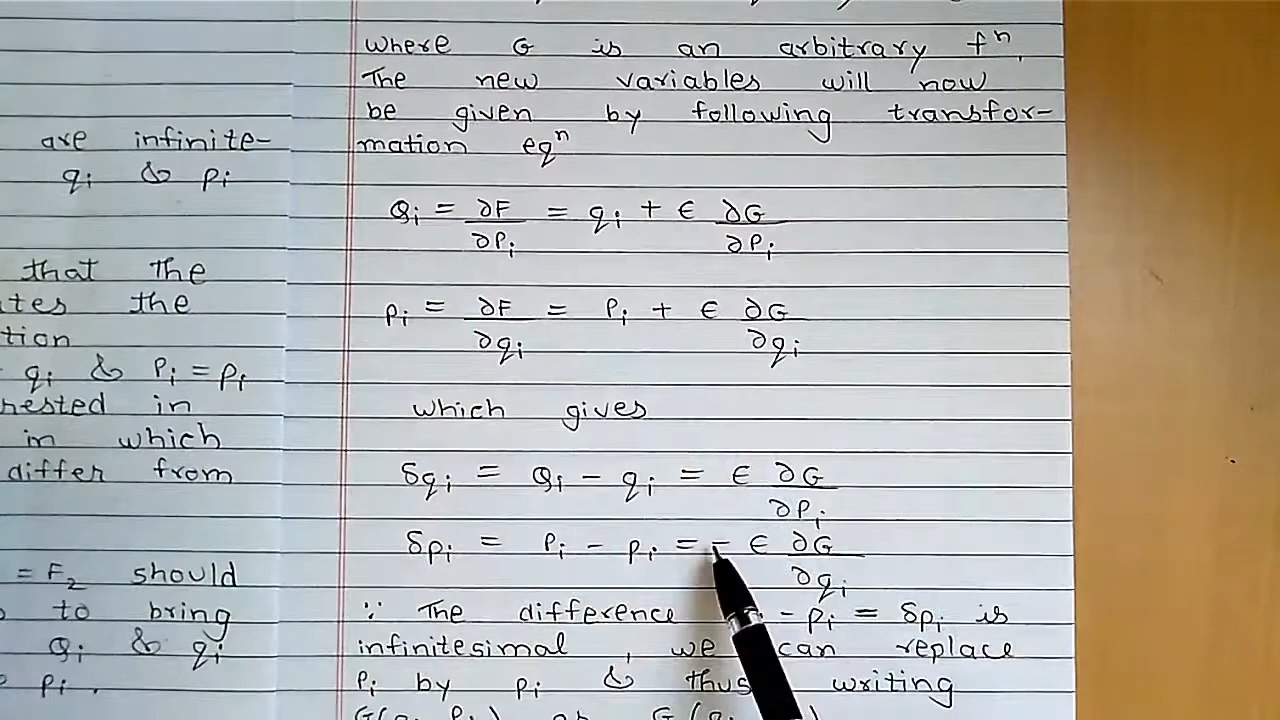 are infinite-
qi & pi
that the
tes the
tion
qi & Pi = pi
nested in
in which
differ from
= F2 should
to bring
Qi & qi
pi.
where G is an arbitrary fⁿ.
The new variables will now
be given by following transfor-
mation eqⁿ
Qi = ∂F/∂Pi = qi + ϵ ∂G/∂Pi
pi = ∂F/∂qi = Pi + ϵ ∂G/∂qi
which gives
δqi = Qi - qi = ϵ ∂G/∂Pi
δpi = Pi - pi = - ϵ ∂G/∂qi
∵ The difference - pi = δpi is
infinitesimal, we can replace
Pi by pi & thus writing